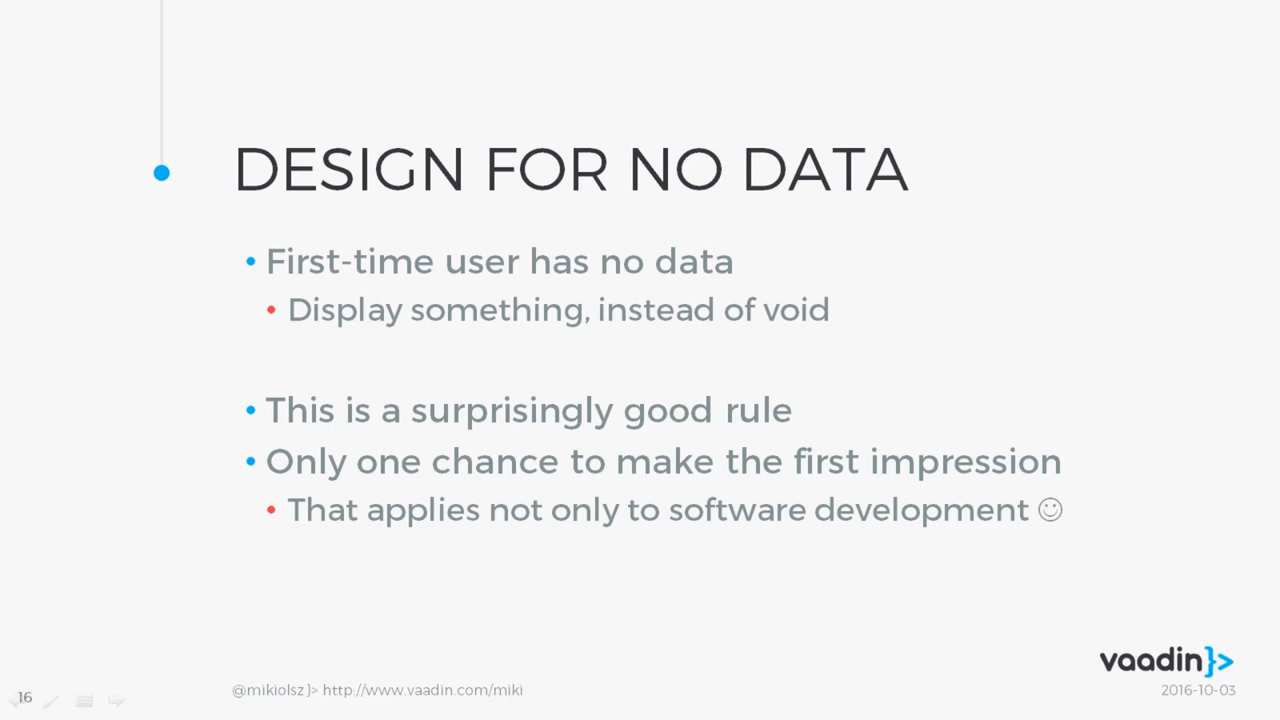 DESIGN FOR NO DATA
• First-time user has no data
• Display something, instead of void
• This is a surprisingly good rule
• Only one chance to make the first impression
• That applies not only to software development ☺
vaadin}>
16
@mikiolsz }> http://www.vaadin.com/miki
2016-10-03